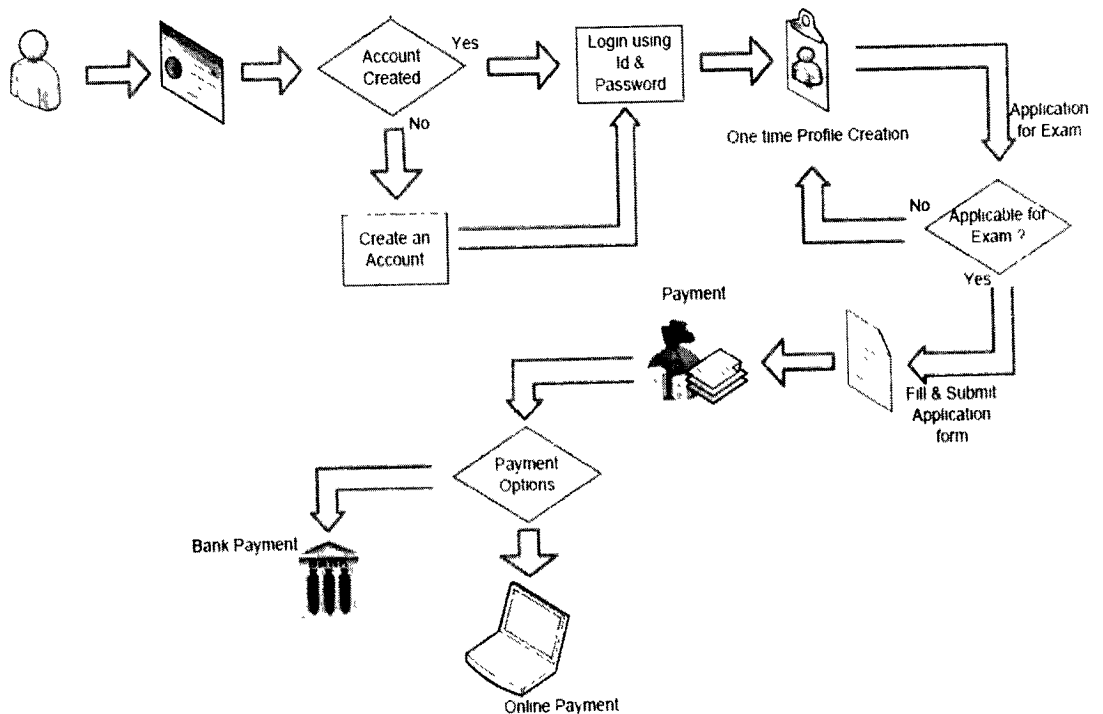 Account
Created
Yes
No
Login using
Id &
Password
One time Profile Creation
Application
for Exam
Create an
Account
No
Applicable for
Exam ?
Yes
Payment
Fill & Submit
Application
form
Payment
Options
Bank Payment
Online Payment